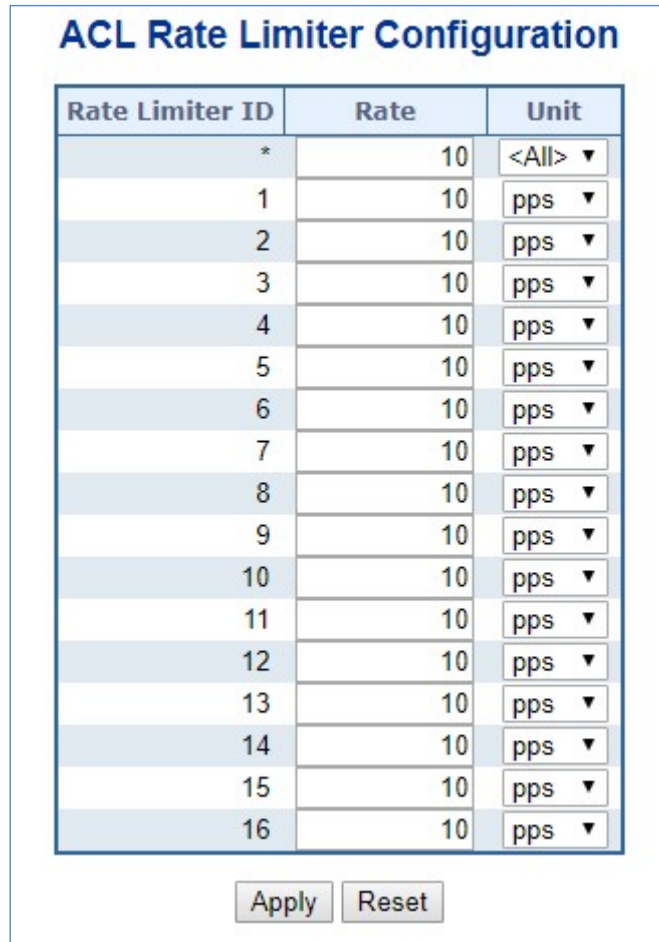 ACL Rate Limiter Configuration
Rate Limiter ID Rate Unit
* 10 <All>
1 10 pps
2 10 pps
3 10 pps
4 10 pps
5 10 pps
6 10 pps
7 10 pps
8 10 pps
9 10 pps
10 10 pps
11 10 pps
12 10 pps
13 10 pps
14 10 pps
15 10 pps
16 10 pps
Apply Reset